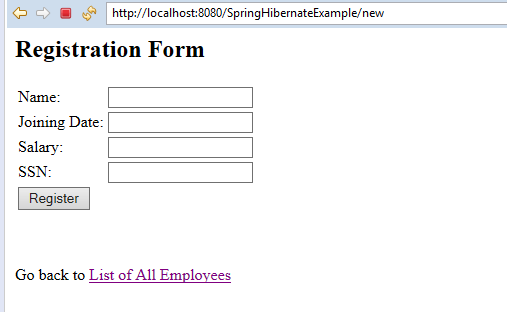 http://localhost:8080/SpringHibernateExample/new
Registration Form
Name:
Joining Date:
Salary:
SSN:
Register
Go back to List of All Employees